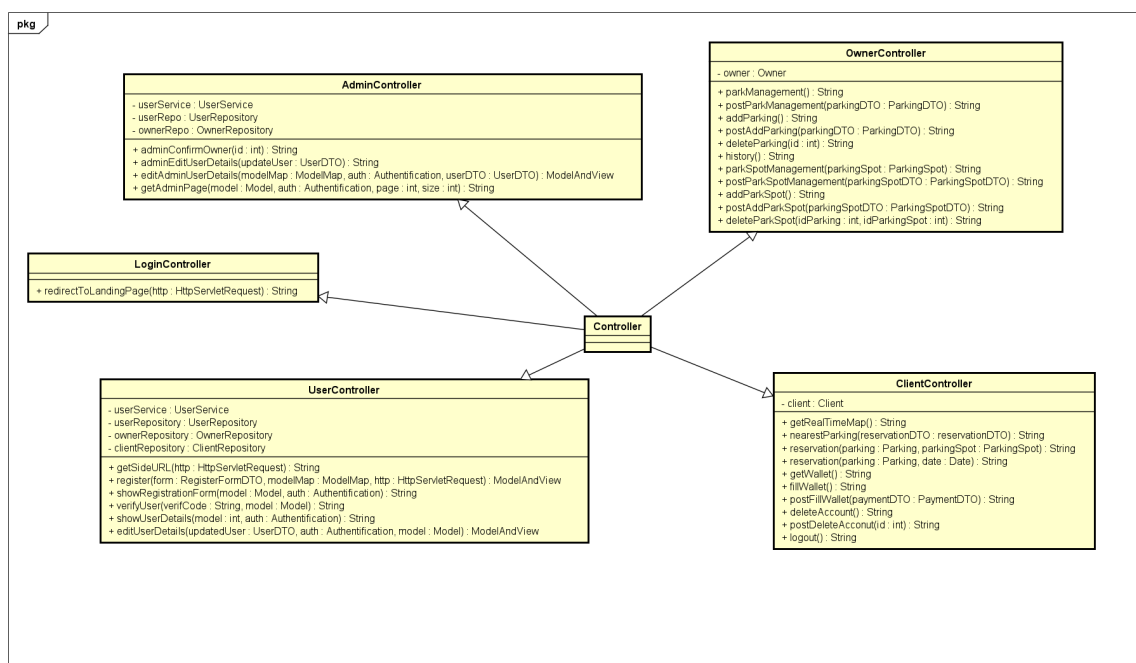 pkg
AdminController
- userService : UserService
- userRepo : UserRepository
- ownerRepo : OwnerRepository
+ adminConfirmOwner(id : int) : String
+ adminEditUserDetails(updateUser : UserDTO) : String
+ editAdminUserDetails(modelMap : ModelMap, auth : Authentification, userDTO : UserDTO) : ModelAndView
+ getAdminPage(model : Model, auth : Authentification, page : int, size : int) : String
OwnerController
- owner : Owner
+ parkManagement() : String
+ postParkManagement(parkingDTO : ParkingDTO) : String
+ addParking() : String
+ postAddParking(parkingDTO : ParkingDTO) : String
+ deleteParking(id : int) : String
+ history() : String
+ parkSpotManagement(parkingSpot : ParkingSpot) : String
+ postParkSpotManagement(parkingSpotDTO : ParkingSpotDTO) : String
+ addParkSpot() : String
+ postAddParkSpot(parkingSpotDTO : ParkingSpotDTO) : String
+ deleteParkSpot(idParking : int, idParkingSpot : int) : String
LoginController
+ redirectToLandingPage(http : HttpServletRequest) : String
Controller
UserController
- userService : UserService
- userRepository : UserRepository
- ownerRepository : OwnerRepository
- clientRepository : ClientRepository
+ getSideURL(http : HttpServletRequest) : String
+ register(form : RegisterFormDTO, modelMap : ModelMap, http : HttpServletRequest) : ModelAndView
+ showRegistrationForm(model : Model, auth : Authentification) : String
+ verifyUser(verifCode : String, model : Model) : String
+ showUserDetails(model : int, auth : Authentification) : String
+ editUserDetails(updatedUser : UserDTO, auth : Authentification, model : Model) : ModelAndView
ClientController
- client : Client
+ getRealTimeMap() : String
+ nearestParking(reservationDTO : reservationDTO) : String
+ reservation(parking : Parking, parkingSpot : ParkingSpot) : String
+ reservation(parking : Parking, date : Date) : String
+ getWallet() : String
+ fillWallet() : String
+ postFillWallet(paymentDTO : PaymentDTO) : String
+ deleteAccount() : String
+ postDeleteAcconut(id : int) : String
+ logout() : String